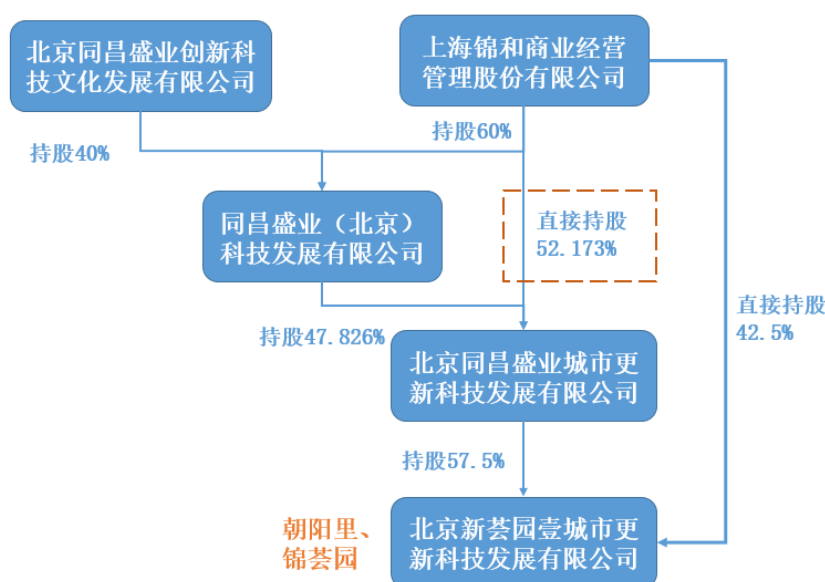 北京同昌盛业创新科
技文化发展有限公司
上海锦和商业经营
管理股份有限公司
持股40%
持股60%
同昌盛业（北京）
科技发展有限公司
直接持股
52.173%
直接持股
42.5%
持股47.826%
北京同昌盛业城市更
新科技发展有限公司
持股57.5%
朝阳里、
锦荟园
北京新荟园壹城市更
新科技发展有限公司